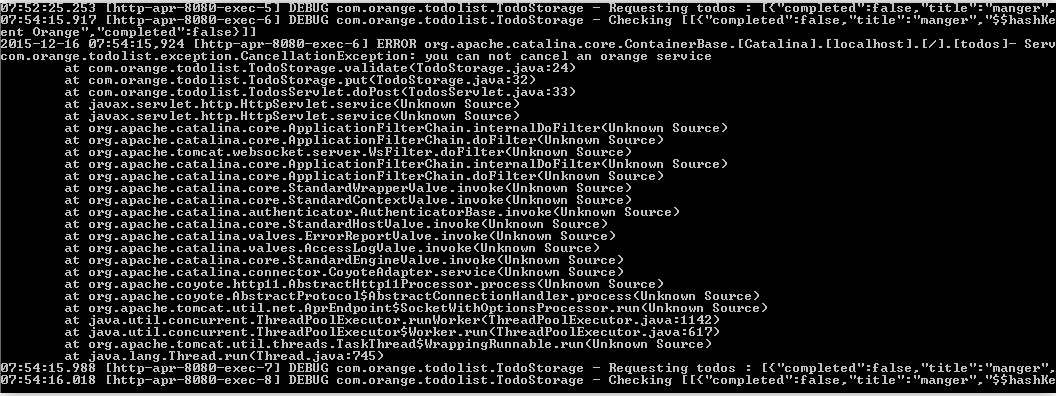 07:52:25.253 [http-apr-8080-exec-5] DEBUG com.orange.todolist.TodoStorage - Requesting todos : [{"completed":false,"title":"manger",
07:54:15.917 [http-apr-8080-exec-6] DEBUG com.orange.todolist.TodoStorage - Checking [[{"completed":false,"title":"manger","$$hashKe
ent Orange","completed":false}]]
2015-12-16 07:54:15,924 [http-apr-8080-exec-6] ERROR org.apache.catalina.core.ContainerBase.[Catalina].[localhost].[/].[todos]- Serv
com.orange.todolist.exception.CancellationException: you can not cancel an orange service
at com.orange.todolist.TodoStorage.validate(TodoStorage.java:24)
at com.orange.todolist.TodoStorage.put(TodoStorage.java:32)
at com.orange.todolist.TodosServlet.doPost(TodosServlet.java:33)
at javax.servlet.http.HttpServlet.service(Unknown Source)
at javax.servlet.http.HttpServlet.service(Unknown Source)
at org.apache.catalina.core.ApplicationFilterChain.internalDoFilter(Unknown Source)
at org.apache.catalina.core.ApplicationFilterChain.doFilter(Unknown Source)
at org.apache.tomcat.websocket.server.WsFilter.doFilter(Unknown Source)
at org.apache.catalina.core.ApplicationFilterChain.internalDoFilter(Unknown Source)
at org.apache.catalina.core.ApplicationFilterChain.doFilter(Unknown Source)
at org.apache.catalina.core.StandardWrapperValve.invoke(Unknown Source)
at org.apache.catalina.core.StandardContextValve.invoke(Unknown Source)
at org.apache.catalina.authenticator.AuthenticatorBase.invoke(Unknown Source)
at org.apache.catalina.core.StandardHostValve.invoke(Unknown Source)
at org.apache.catalina.valves.ErrorReportValve.invoke(Unknown Source)
at org.apache.catalina.valves.AccessLogValve.invoke(Unknown Source)
at org.apache.catalina.core.StandardEngineValve.invoke(Unknown Source)
at org.apache.catalina.connector.CoyoteAdapter.service(Unknown Source)
at org.apache.coyote.http11.AbstractHttp11Processor.process(Unknown Source)
at org.apache.coyote.AbstractProtocol$AbstractConnectionHandler.process(Unknown Source)
at org.apache.tomcat.util.net.AprEndpoint$SocketWithOptionsProcessor.run(Unknown Source)
at java.util.concurrent.ThreadPoolExecutor.runWorker(ThreadPoolExecutor.java:1142)
at java.util.concurrent.ThreadPoolExecutor$Worker.run(ThreadPoolExecutor.java:617)
at org.apache.tomcat.util.threads.TaskThread$WrappingRunnable.run(Unknown Source)
at java.lang.Thread.run(Thread.java:745)
07:54:15.988 [http-apr-8080-exec-7] DEBUG com.orange.todolist.TodoStorage - Requesting todos : [{"completed":false,"title":"manger",
07:54:16.018 [http-apr-8080-exec-8] DEBUG com.orange.todolist.TodoStorage - Checking [[{"completed":false,"title":"manger","$$hashKe